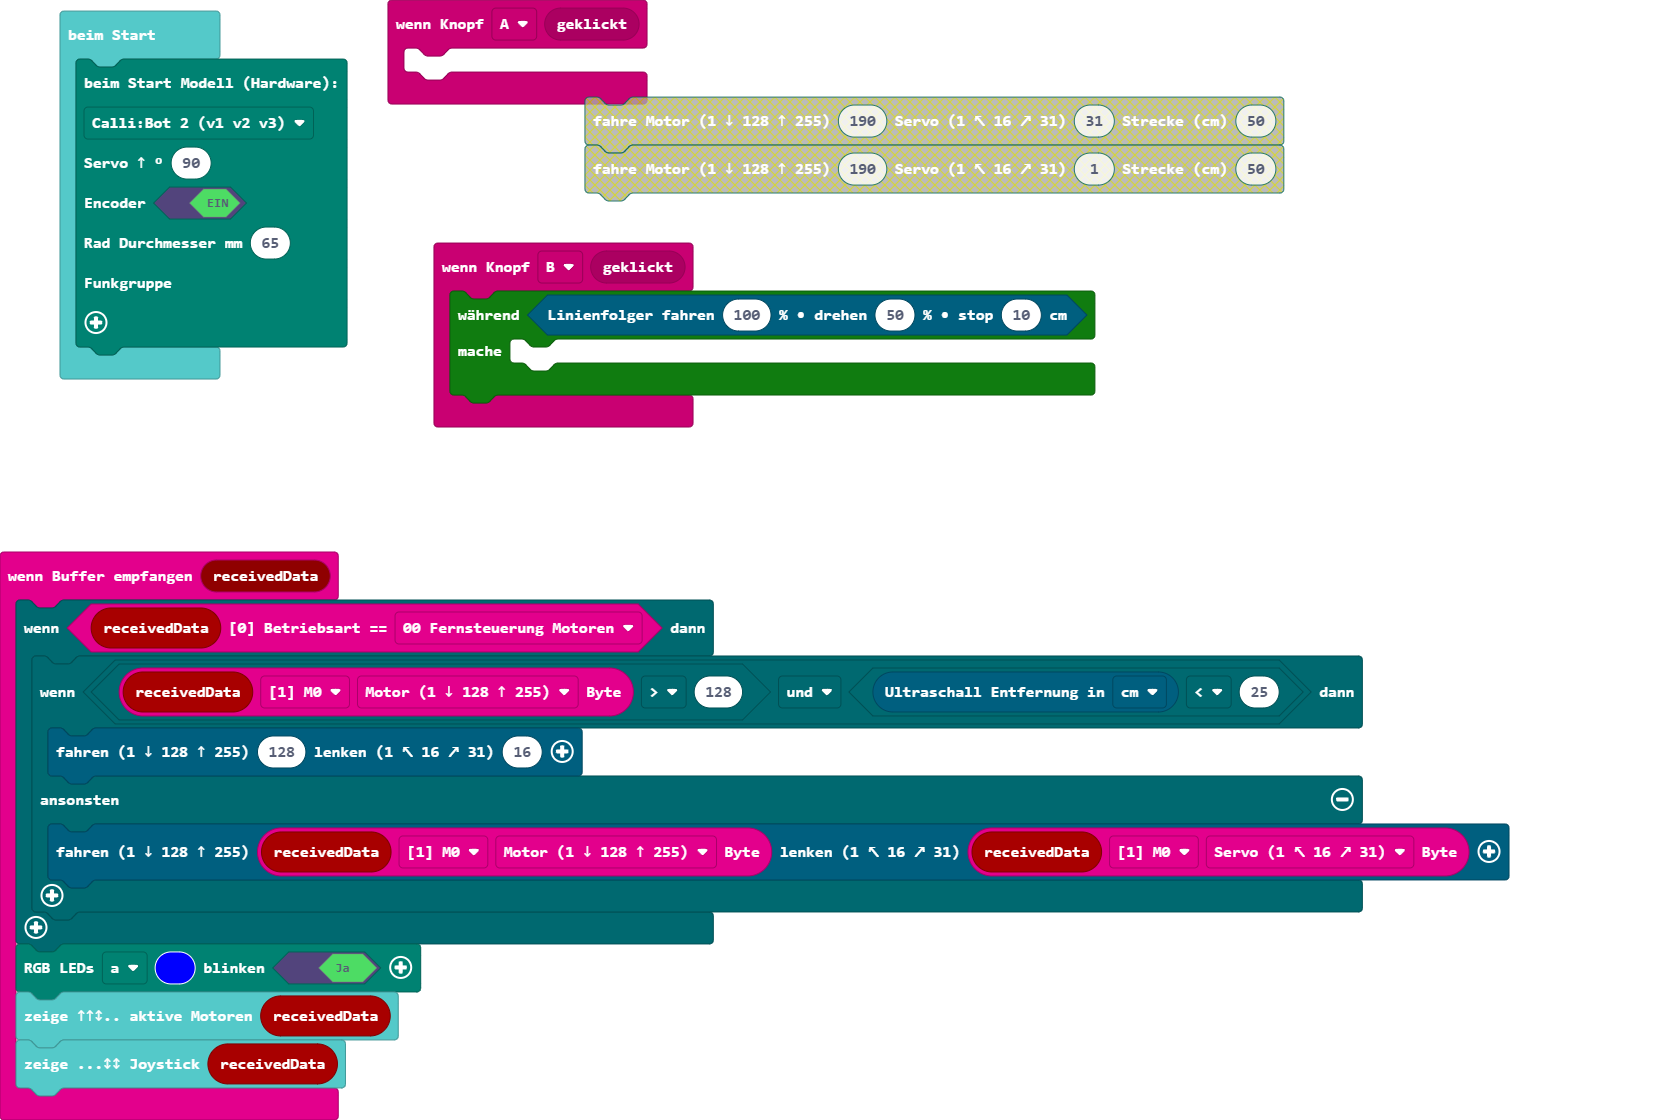 beim Start
beim Start Modell (Hardware):
Calli:Bot 2 (v1 v2 v3)
Servo ↑ ° 90
Encoder EIN
Rad Durchmesser mm 65
Funkgruppe
wenn Knopf A geklickt
fahre Motor (1 ↓ 128 ↑ 255) 190 Servo (1 ↖ 16 ↗ 31) 31 Strecke (cm) 50
fahre Motor (1 ↓ 128 ↑ 255) 190 Servo (1 ↖ 16 ↗ 31) 1 Strecke (cm) 50
wenn Knopf B geklickt
während Linienfolger fahren 100 % • drehen 50 % • stop 10 cm
mache
wenn Buffer empfangen receivedData
wenn receivedData [0] Betriebsart == 00 Fernsteuerung Motoren dann
wenn receivedData [1] M0 Motor (1 ↓ 128 ↑ 255) Byte > 128 und Ultraschall Entfernung in cm < 25 dann
fahren (1 ↓ 128 ↑ 255) 128 lenken (1 ↖ 16 ↗ 31) 16
ansonsten
fahren (1 ↓ 128 ↑ 255) receivedData [1] M0 Motor (1 ↓ 128 ↑ 255) Byte lenken (1 ↖ 16 ↗ 31) receivedData [1] M0 Servo (1 ↖ 16 ↗ 31) Byte
RGB LEDs a blinken Ja
zeige ↑↑↕.. aktive Motoren receivedData
zeige ...↕↕ Joystick receivedData